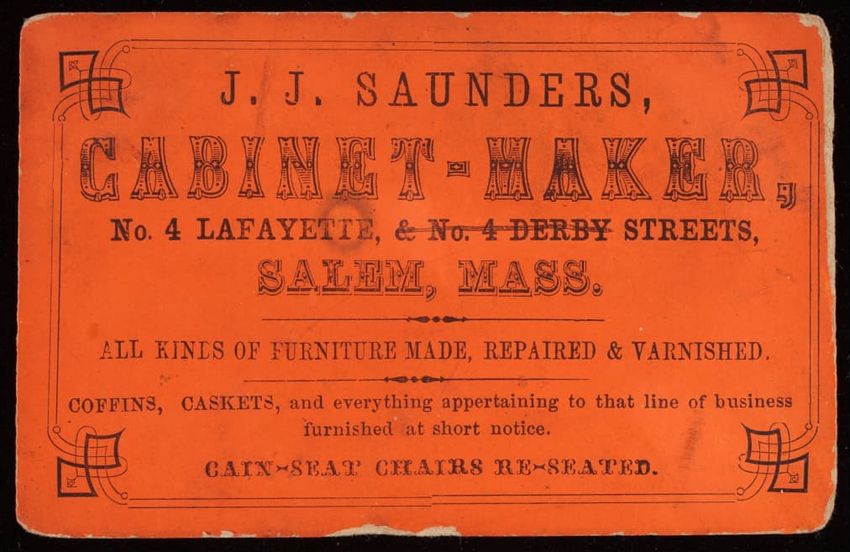 J. J. SAUNDERS,
CABINET-MAKER,
No. 4 LAFAYETTE, & No. 4 DERBY STREETS,
SALEM, MASS.
ALL KINDS OF FURNITURE MADE, REPAIRED & VARNISHED.
COFFINS, CASKETS, and everything appertaining to that line of business
furnished at short notice.
CAIN-SEAT CHAIRS RE-SEATED.